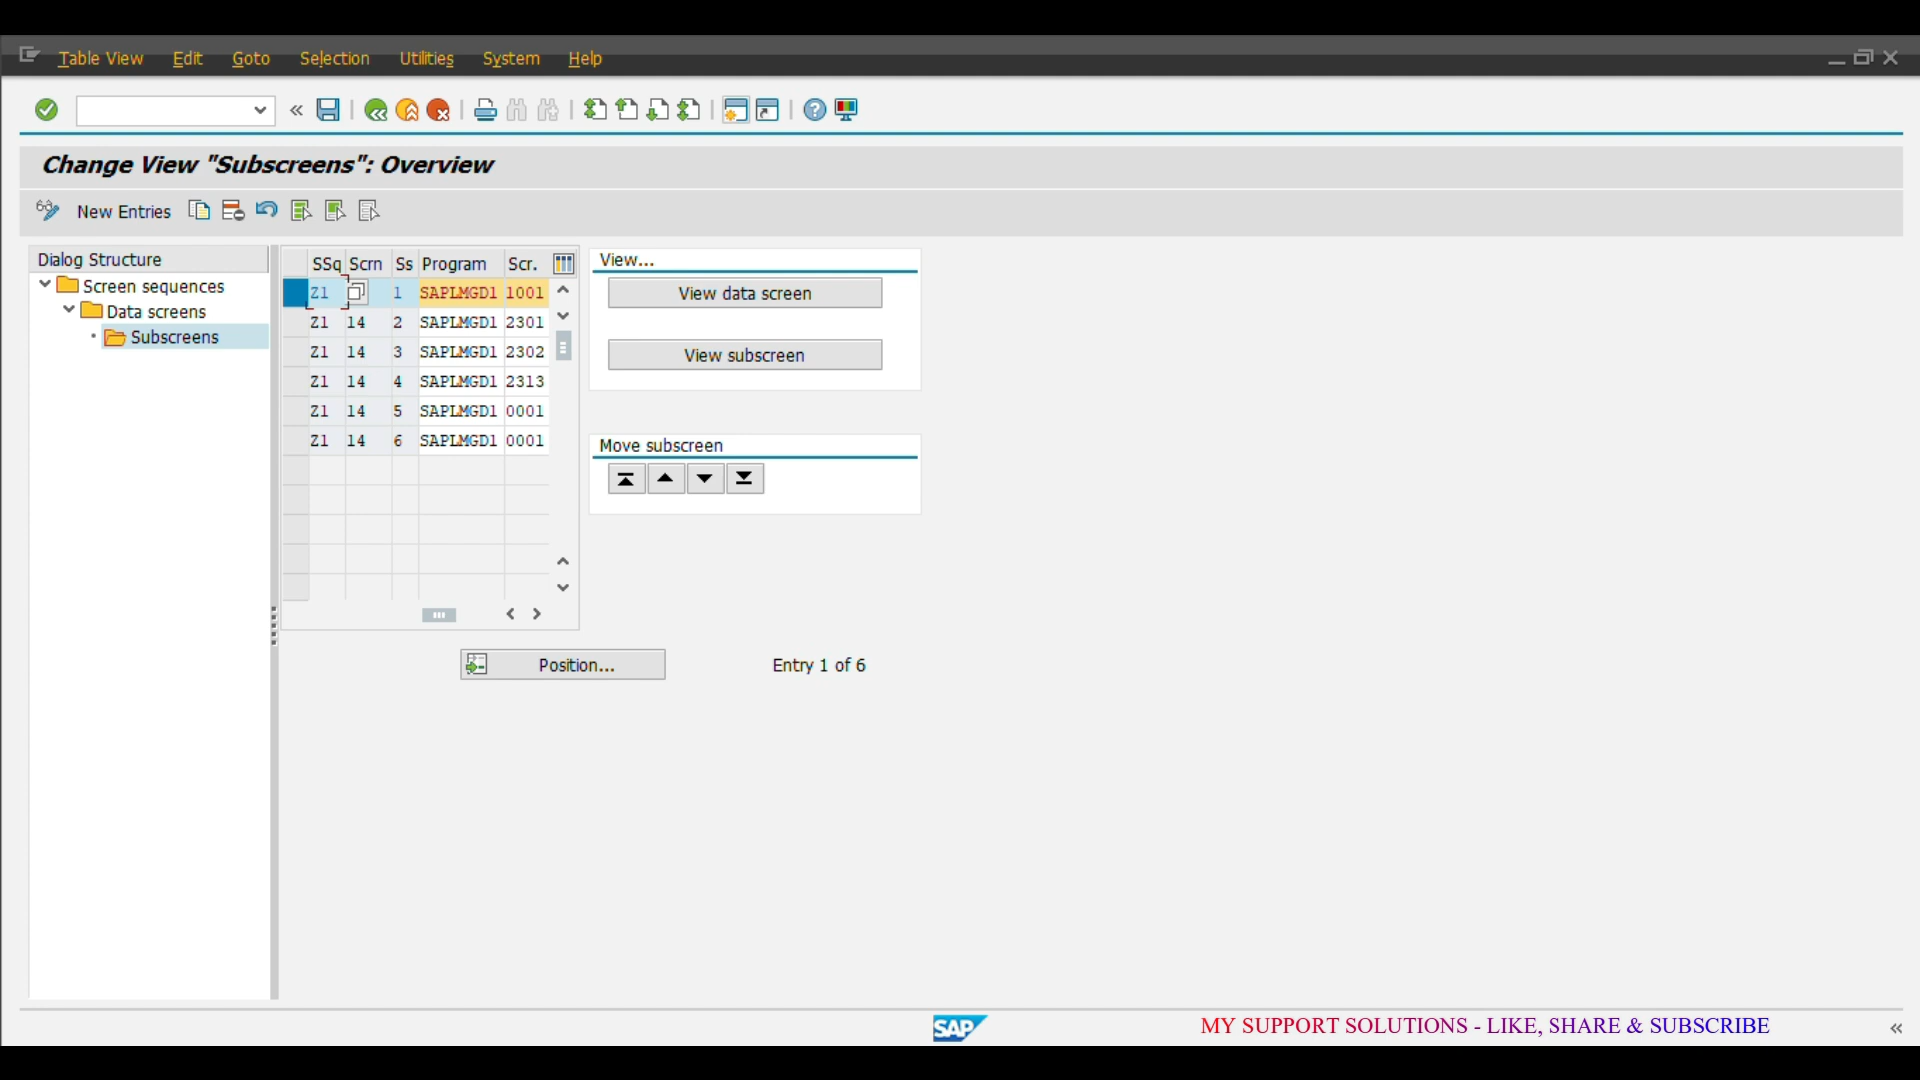 Table View Edit Goto Selection Utilities System Help
Change View "Subscreens": Overview
New Entries
Dialog Structure
Screen sequences
Data screens
Subscreens
SSq Scrn Ss Program Scr.
Z1 1 SAPLMGD1 1001
Z1 14 2 SAPLMGD1 2301
Z1 14 3 SAPLMGD1 2302
Z1 14 4 SAPLMGD1 2313
Z1 14 5 SAPLMGD1 0001
Z1 14 6 SAPLMGD1 0001
View...
View data screen
View subscreen
Move subscreen
Position...
Entry 1 of 6
SAP
MY SUPPORT SOLUTIONS - LIKE, SHARE & SUBSCRIBE